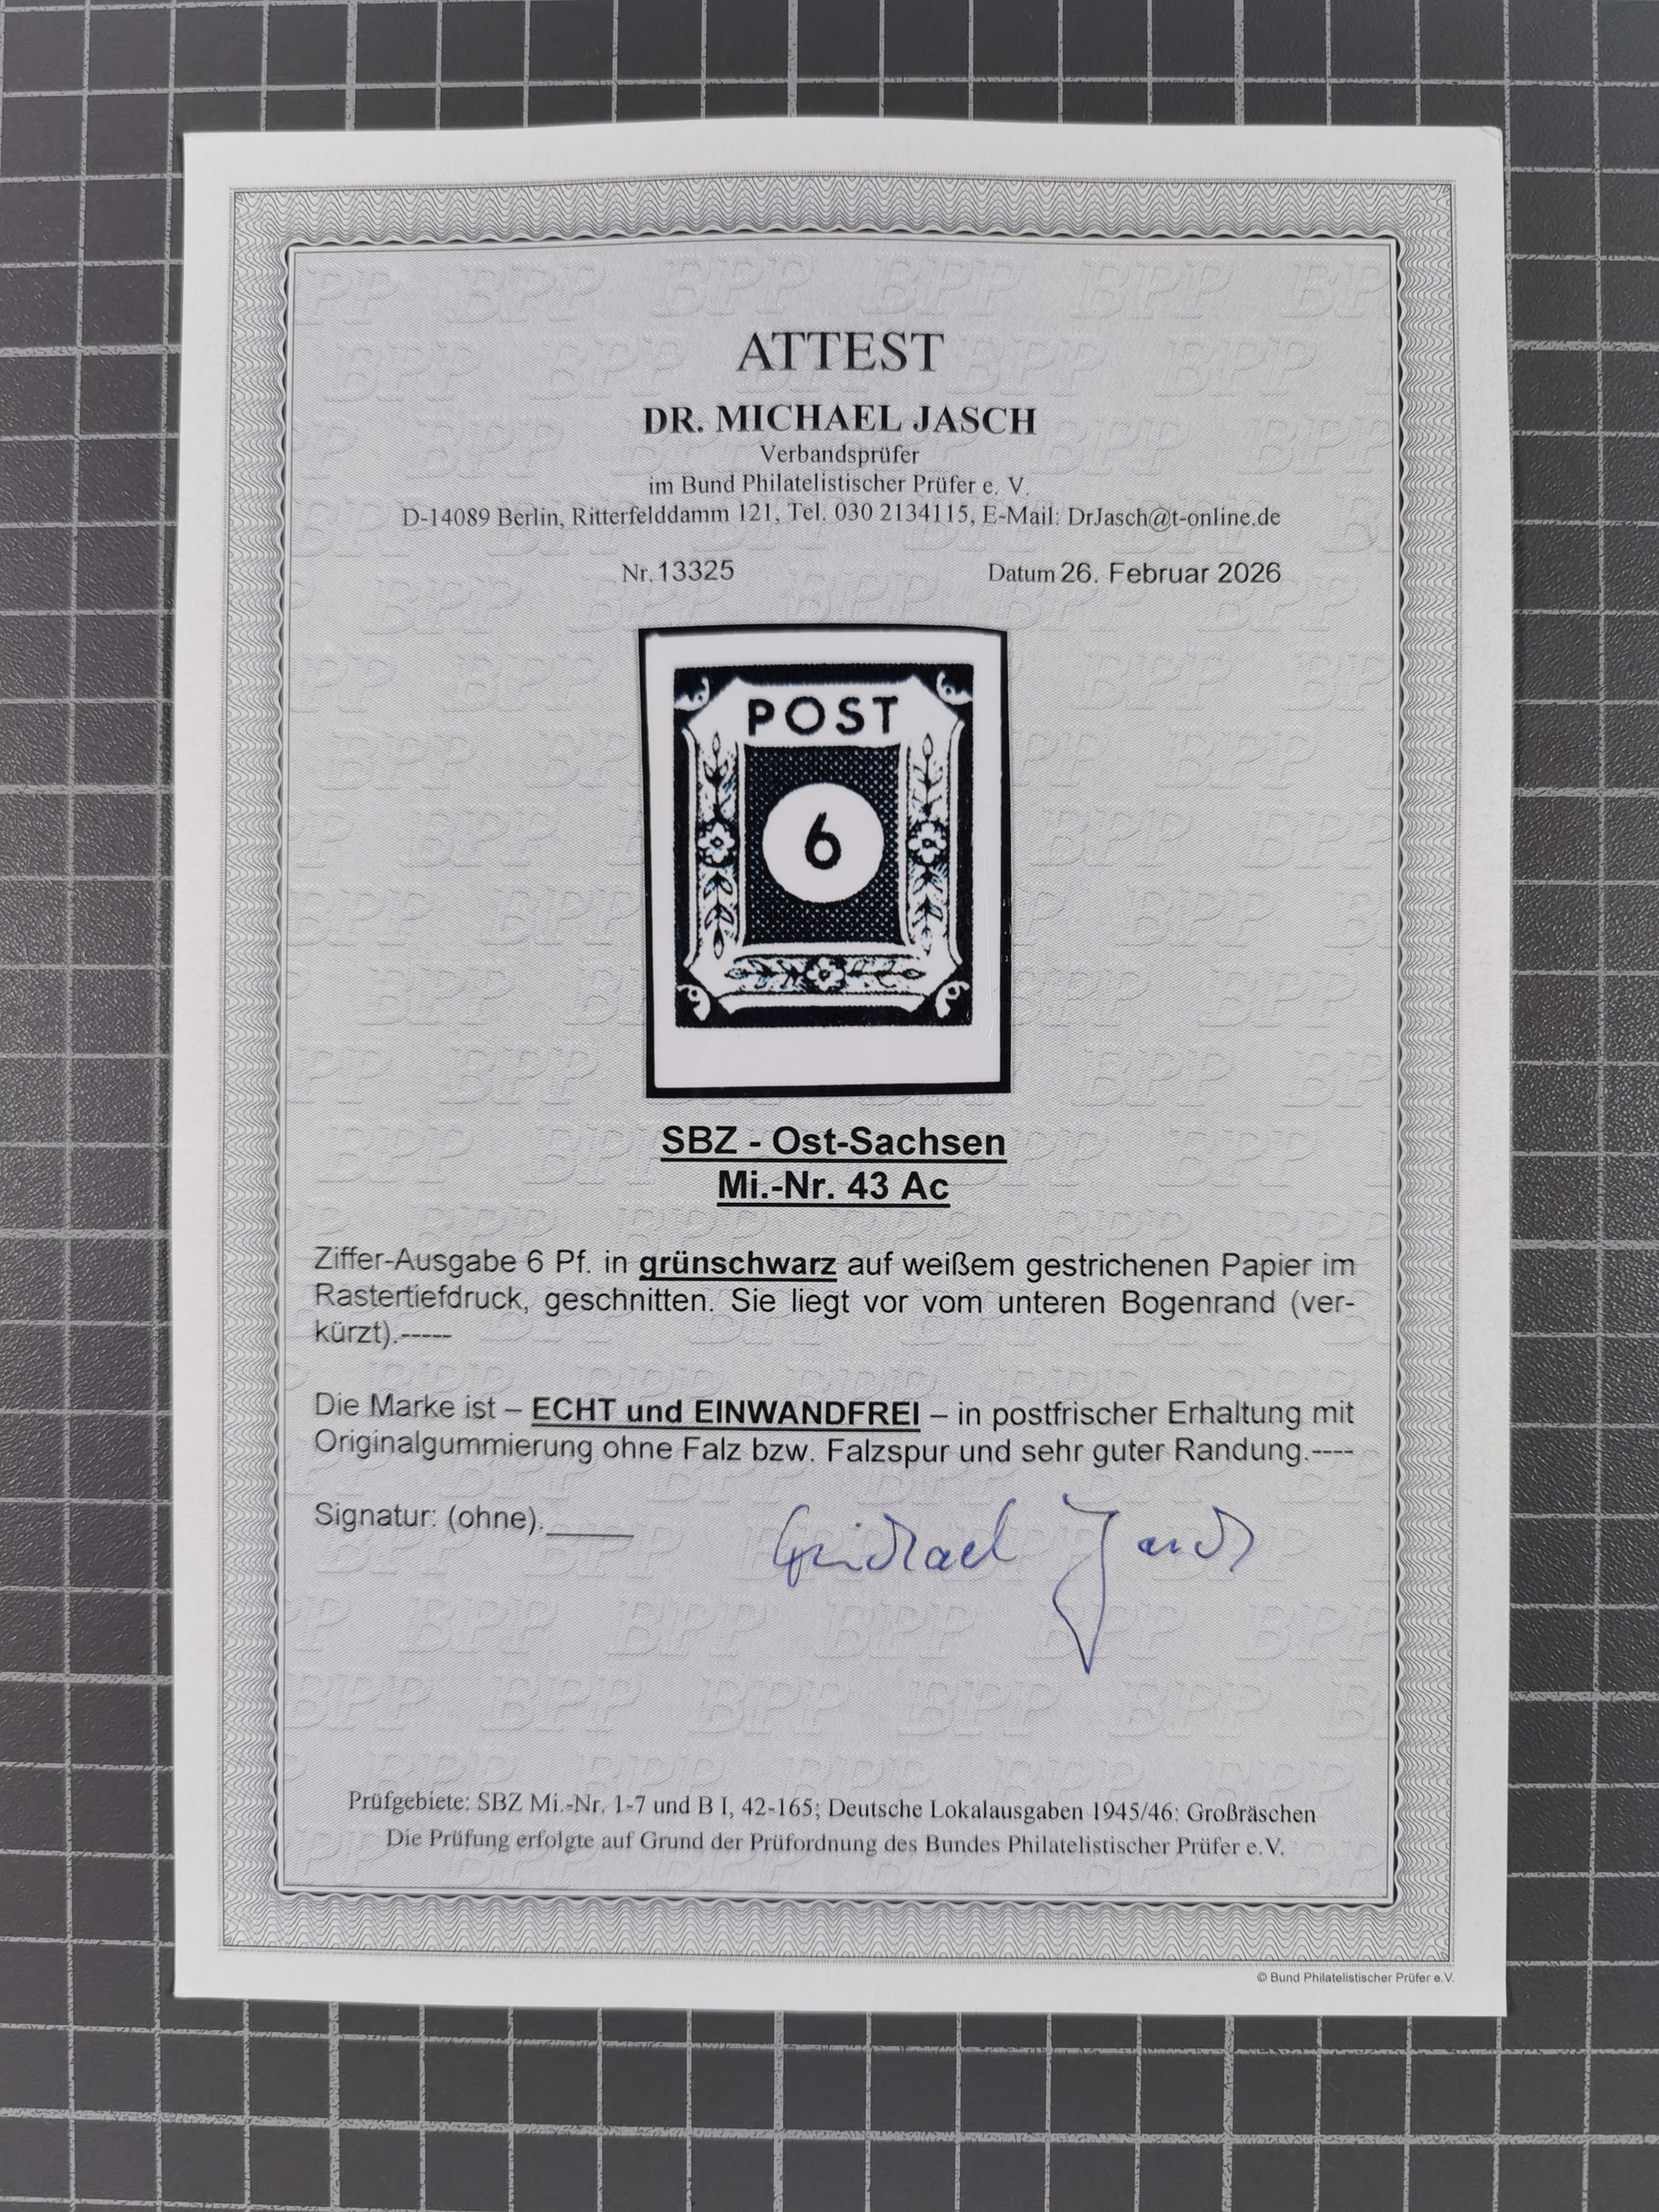 ATTEST
DR. MICHAEL JASCH
Verbandsprüfer
im Bund Philatelistischer Prüfer e. V.
D-14089 Berlin, Ritterfelddamm 121, Tel. 030 2134115, E-Mail: DrJasch@t-online.de
Nr. 13325 Datum 26. Februar 2026
POST
6
SBZ - Ost-Sachsen
Mi.-Nr. 43 Ac
Ziffer-Ausgabe 6 Pf. in grünschwarz auf weißem gestrichenen Papier im
Rastertiefdruck, geschnitten. Sie liegt vor vom unteren Bogenrand (ver-
kürzt).-----
Die Marke ist – ECHT und EINWANDFREI – in postfrischer Erhaltung mit
Originalgummierung ohne Falz bzw. Falzspur und sehr guter Randung.----
Signatur: (ohne).
Michael Jasch
Prüfgebiete: SBZ Mi.-Nr. 1-7 und B I, 42-165; Deutsche Lokalausgaben 1945/46: Großräschen
Die Prüfung erfolgte auf Grund der Prüfordnung des Bundes Philatelistischer Prüfer e.V.
© Bund Philatelistischer Prüfer e.V.